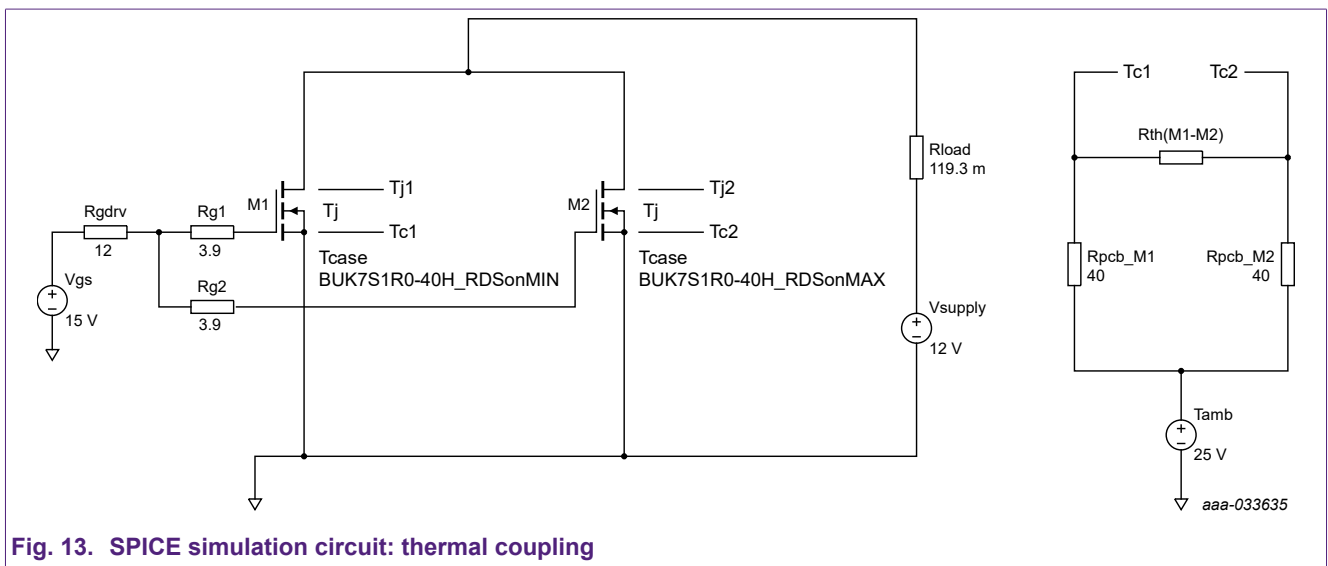 Tc1
Tc2
Rth(M1-M2)
Rload
119.3 m
M1
Tj1
Tj
Tc1
Tcase
BUK7S1R0-40H_RDSonMIN
M2
Tj2
Tj
Tc2
Tcase
BUK7S1R0-40H_RDSonMAX
Rgdrv
12
Rg1
3.9
Rg2
3.9
Vgs
+
−
15 V
Rpcb_M1
40
Rpcb_M2
40
Vsupply
+
−
12 V
Tamb
+
−
25 V
aaa-033635
Fig. 13. SPICE simulation circuit: thermal coupling